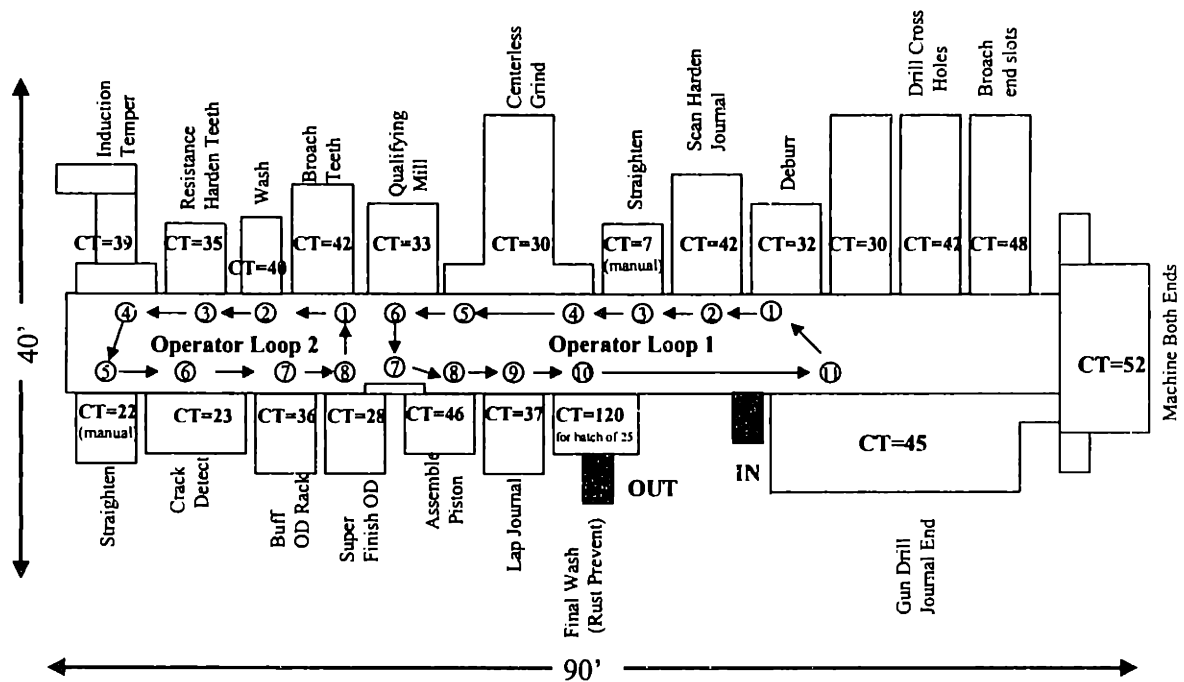 Induction
Temper
Resistance
Harden Teeth
Wash
Broach
Teeth
Qualifying
Mill
Centerless
Grind
Straighten
Scan Harden
Journal
Deburr
Drill Cross
Holes
Broach
end slots
CT=39
CT=35
CT=40
CT=42
CT=33
CT=30
CT=7
(manual)
CT=42
CT=32
CT=30
CT=42
CT=48
40'
4
3
2
1
6
5
4
3
2
1
Operator Loop 2
Operator Loop 1
5
6
7
8
7
8
9
10
11
CT=52
Machine Both Ends
CT=22
(manual)
CT=23
CT=36
CT=28
CT=46
CT=37
CT=120
for batch of 25
CT=45
IN
OUT
Straighten
Crack
Detect
Buff
OD Rack
Super
Finish OD
Assemble
Piston
Lap Journal
Final Wash
(Rust Prevent)
Gun Drill
Journal End
90'